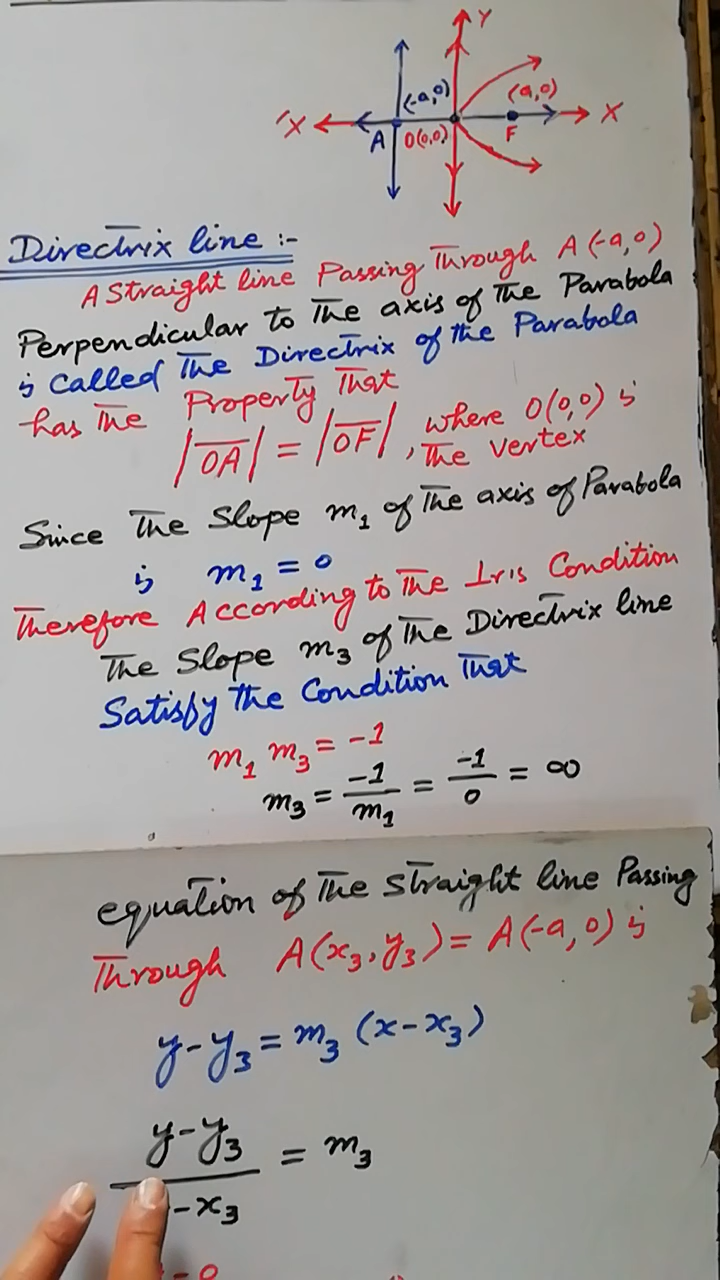 Y
(-a,0) (a,0)
'X X
A O(0,0) F
Directrix line :-
A Straight line Passing Through A(-a,0)
Perpendicular to The axis of The Parabola
is Called The Directrix of the Parabola
has The Property That
|OA| = |OF|, where O(0,0) is
The vertex
Since The Slope m₁ of The axis of Parabola
is m₁ = 0
Therefore According to The ⊥ris Condition
The Slope m₃ of The Directrix line
Satisfy The Condition That
m₁ m₃ = -1
m₃ = -1/m₁ = -1/0 = ∞
equation of The straight line Passing
Through A(x₃,y₃) = A(-a,0) is
y-y₃ = m₃ (x-x₃)
y-y₃ = m₃
-x₃
- 0